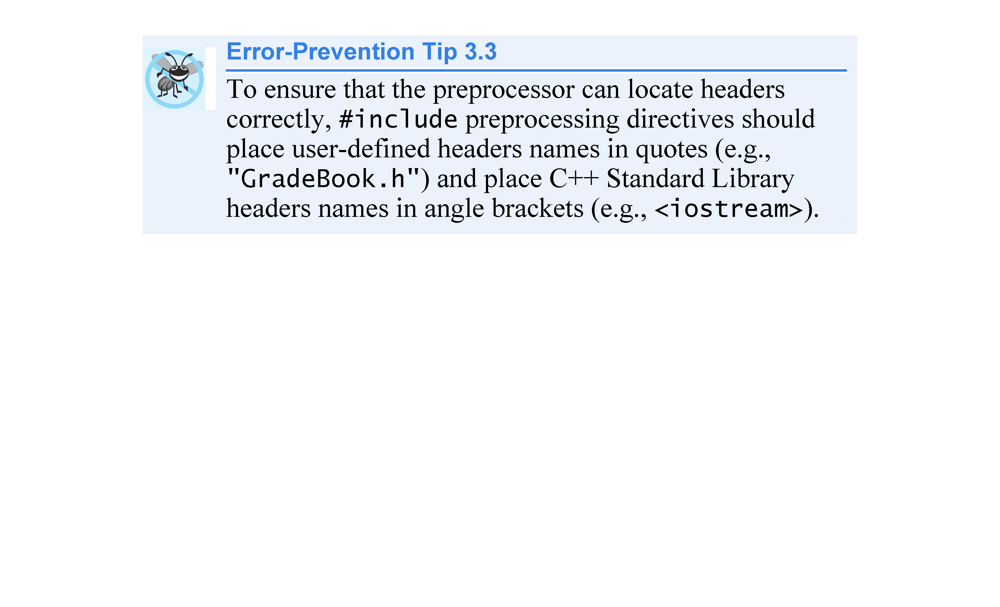 Error-Prevention Tip 3.3
To ensure that the preprocessor can locate headers
correctly, #include preprocessing directives should
place user-defined headers names in quotes (e.g.,
"GradeBook.h") and place C++ Standard Library
headers names in angle brackets (e.g., <iostream>).